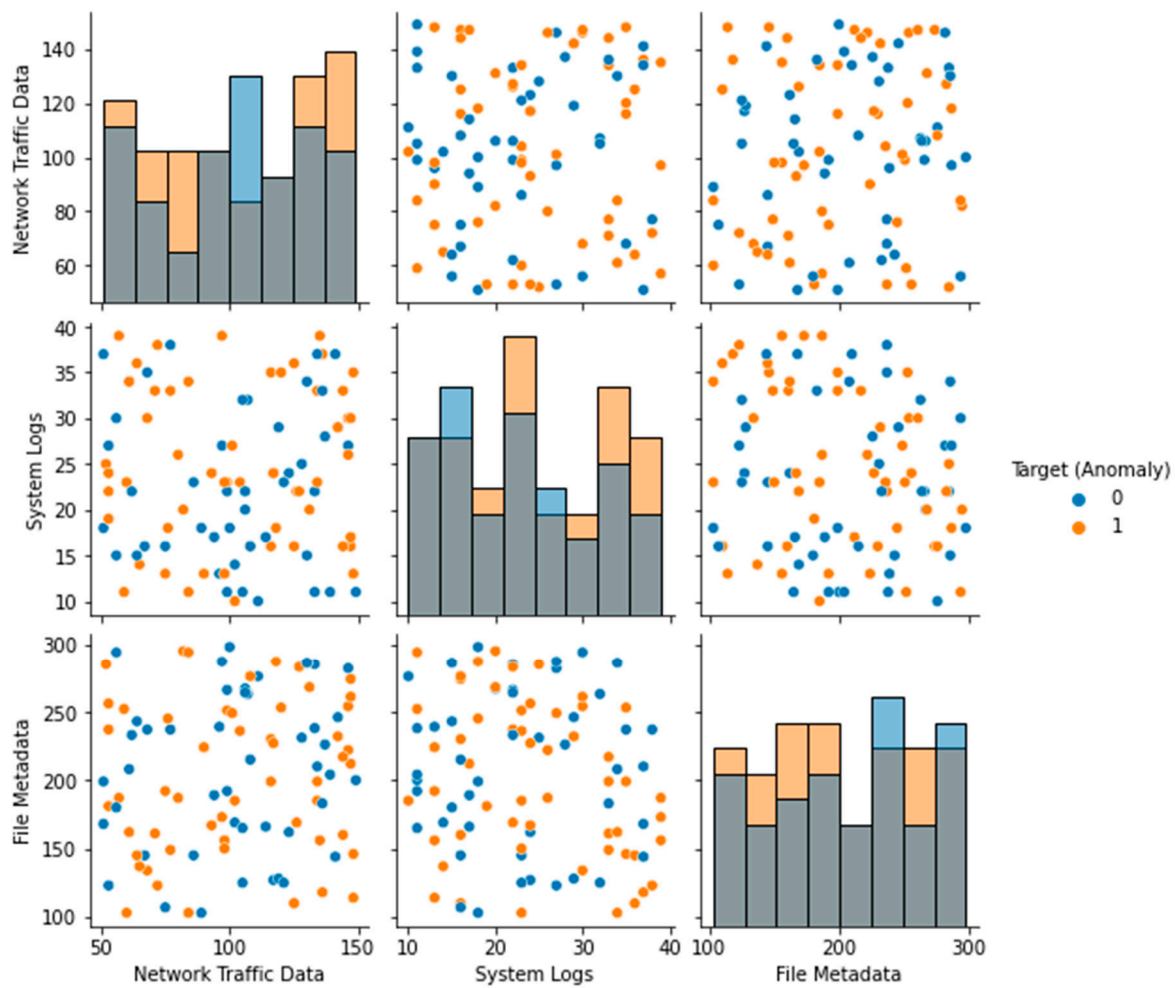 140
120
100
80
60
Network Traffic Data
40
35
30
25
20
15
10
System Logs
Target (Anomaly)
0
1
300
250
200
150
100
File Metadata
50 100 150
10 20 30 40
100 200 300
Network Traffic Data
System Logs
File Metadata